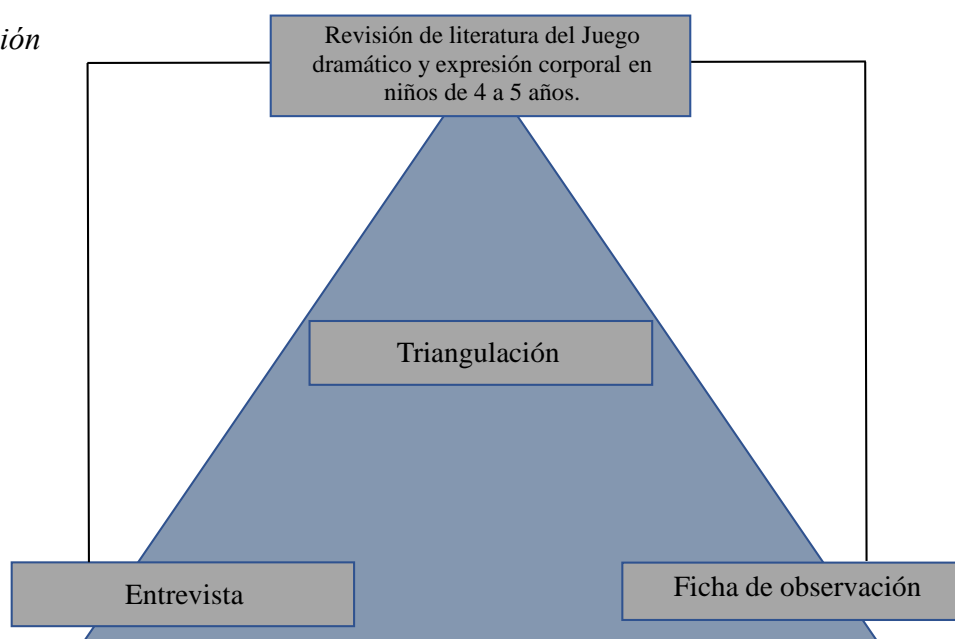 ión
Revisión de literatura del Juego
dramático y expresión corporal en
niños de 4 a 5 años.
Triangulación
Entrevista
Ficha de observación